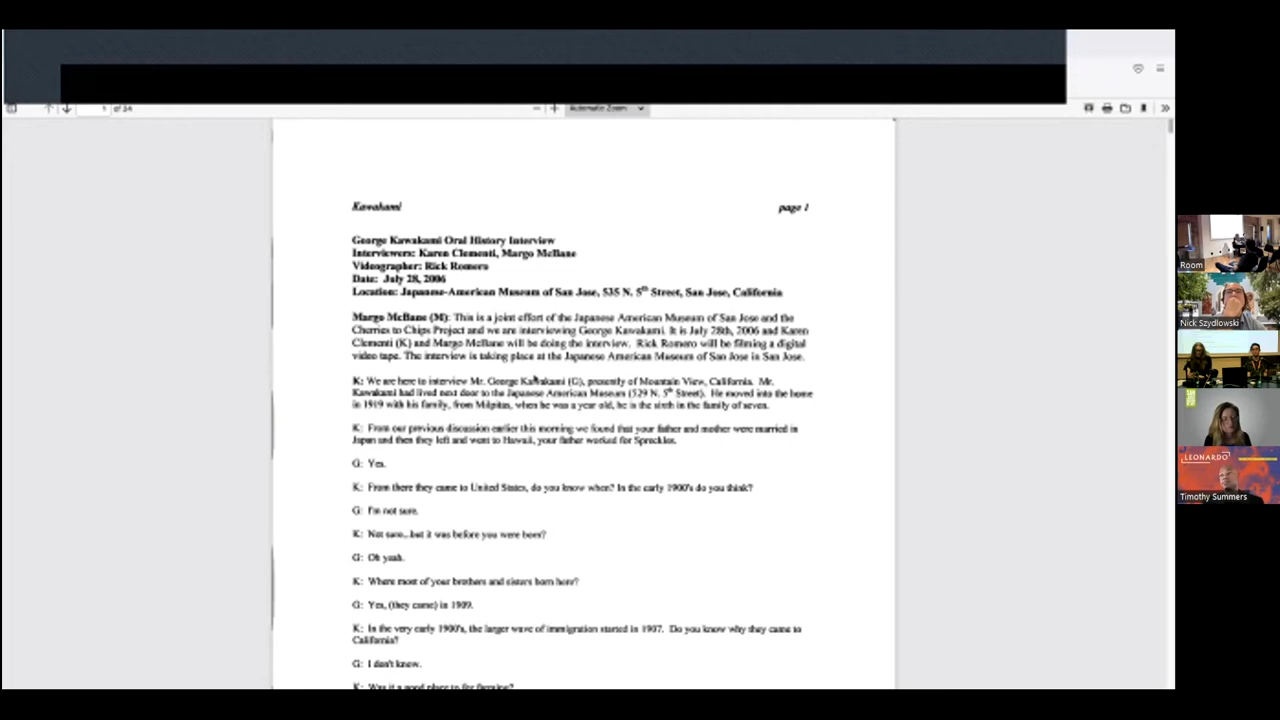 1 of 34
Automatic Zoom
Kawakami page 1
George Kawakami Oral History Interview
Interviewers: Karen Clementi, Margo McBane
Videographer: Rick Romero
Date: July 28, 2006
Location: Japanese-American Museum of San Jose, 535 N. 5th Street, San Jose, California
Margo McBane (M): This is a joint effort of the Japanese American Museum of San Jose and the
Cherries to Chips Project and we are interviewing George Kawakami. It is July 28th, 2006 and Karen
Clementi (K) and Margo McBane will be doing the interview. Rick Romero will be filming a digital
video tape. The interview is taking place at the Japanese American Museum of San Jose in San Jose.
K: We are here to interview Mr. George Kawakami (G), presently of Mountain View, California. Mr.
Kawakami had lived next door to the Japanese American Museum (529 N. 5th Street). He moved into the home
in 1919 with his family, from Milpitas, when he was a year old, he is the sixth in the family of seven.
K: From our previous discussion earlier this morning we found that your father and mother were married in
Japan and then they left and went to Hawaii, your father worked for Spreckles.
G: Yes.
K: From there they came to United States, do you know when? In the early 1900's do you think?
G: I'm not sure.
K: Not sure...but it was before you were born?
G: Oh yeah.
K: Where most of your brothers and sisters born here?
G: Yes, (they came) in 1909.
K: In the very early 1900's, the larger wave of immigration started in 1907. Do you know why they came to
California?
G: I don't know.
K: Was it a good place to for farming?
Room
Nick Szydlowski
LEONARDO
Timothy Summers